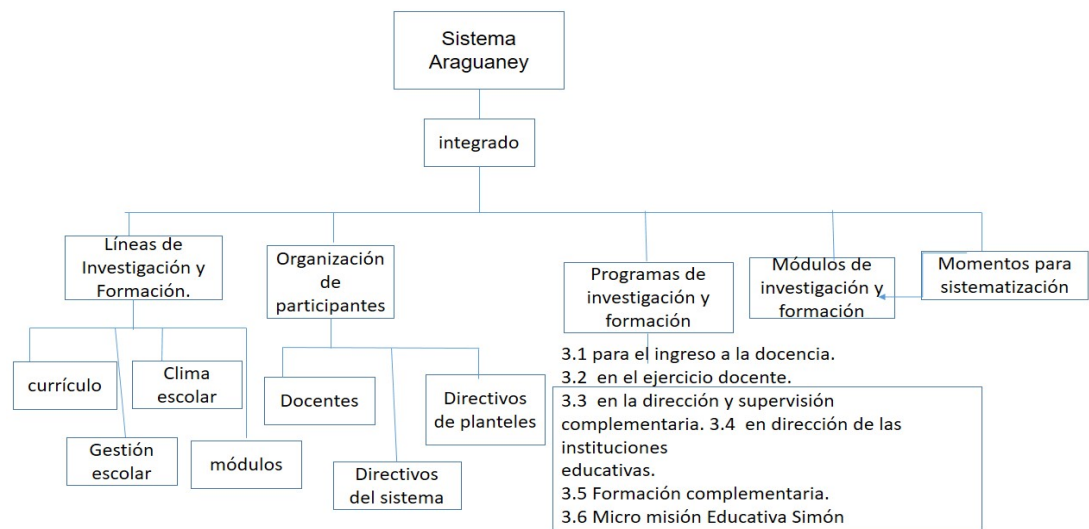 Sistema
Araguaney
integrado
Líneas de
Investigación y
Formación.
Organización
de
participantes
Programas de
investigación y
formación
Módulos de
investigación y
formación
Momentos para
sistematización
currículo
Clima
escolar
Gestión
escolar
módulos
Docentes
Directivos
del sistema
Directivos
de planteles
3.1 para el ingreso a la docencia.
3.2 en el ejercicio docente.
3.3 en la dirección y supervisión
complementaria. 3.4 en dirección de las
instituciones
educativas.
3.5 Formación complementaria.
3.6 Micro misión Educativa Simón